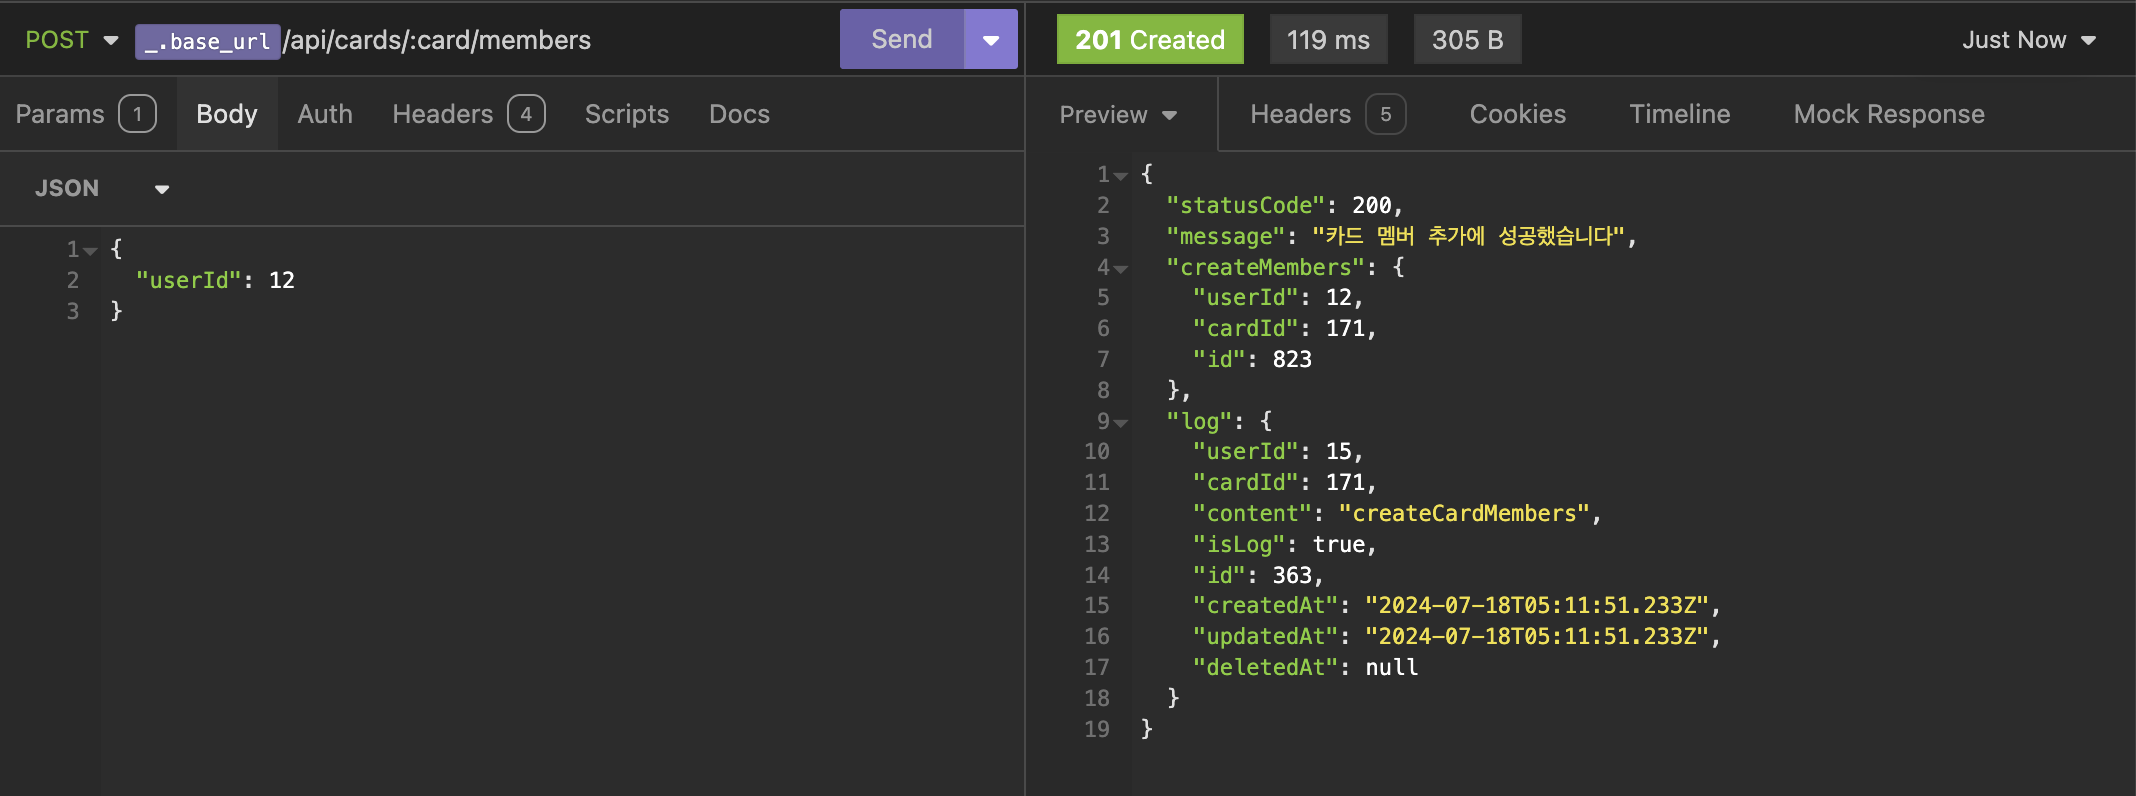 POST _.base_url/api/cards/:card/members Send
201 Created 119 ms 305 B Just Now
Params 1 Body Auth Headers 4 Scripts Docs
Preview Headers 5 Cookies Timeline Mock Response
JSON
1 {
2 "userId": 12
3 }
1 {
2 "statusCode": 200,
3 "message": "카드 멤버 추가에 성공했습니다",
4 "createMembers": {
5 "userId": 12,
6 "cardId": 171,
7 "id": 823
8 },
9 "log": {
10 "userId": 15,
11 "cardId": 171,
12 "content": "createCardMembers",
13 "isLog": true,
14 "id": 363,
15 "createdAt": "2024-07-18T05:11:51.233Z",
16 "updatedAt": "2024-07-18T05:11:51.233Z",
17 "deletedAt": null
18 }
19 }